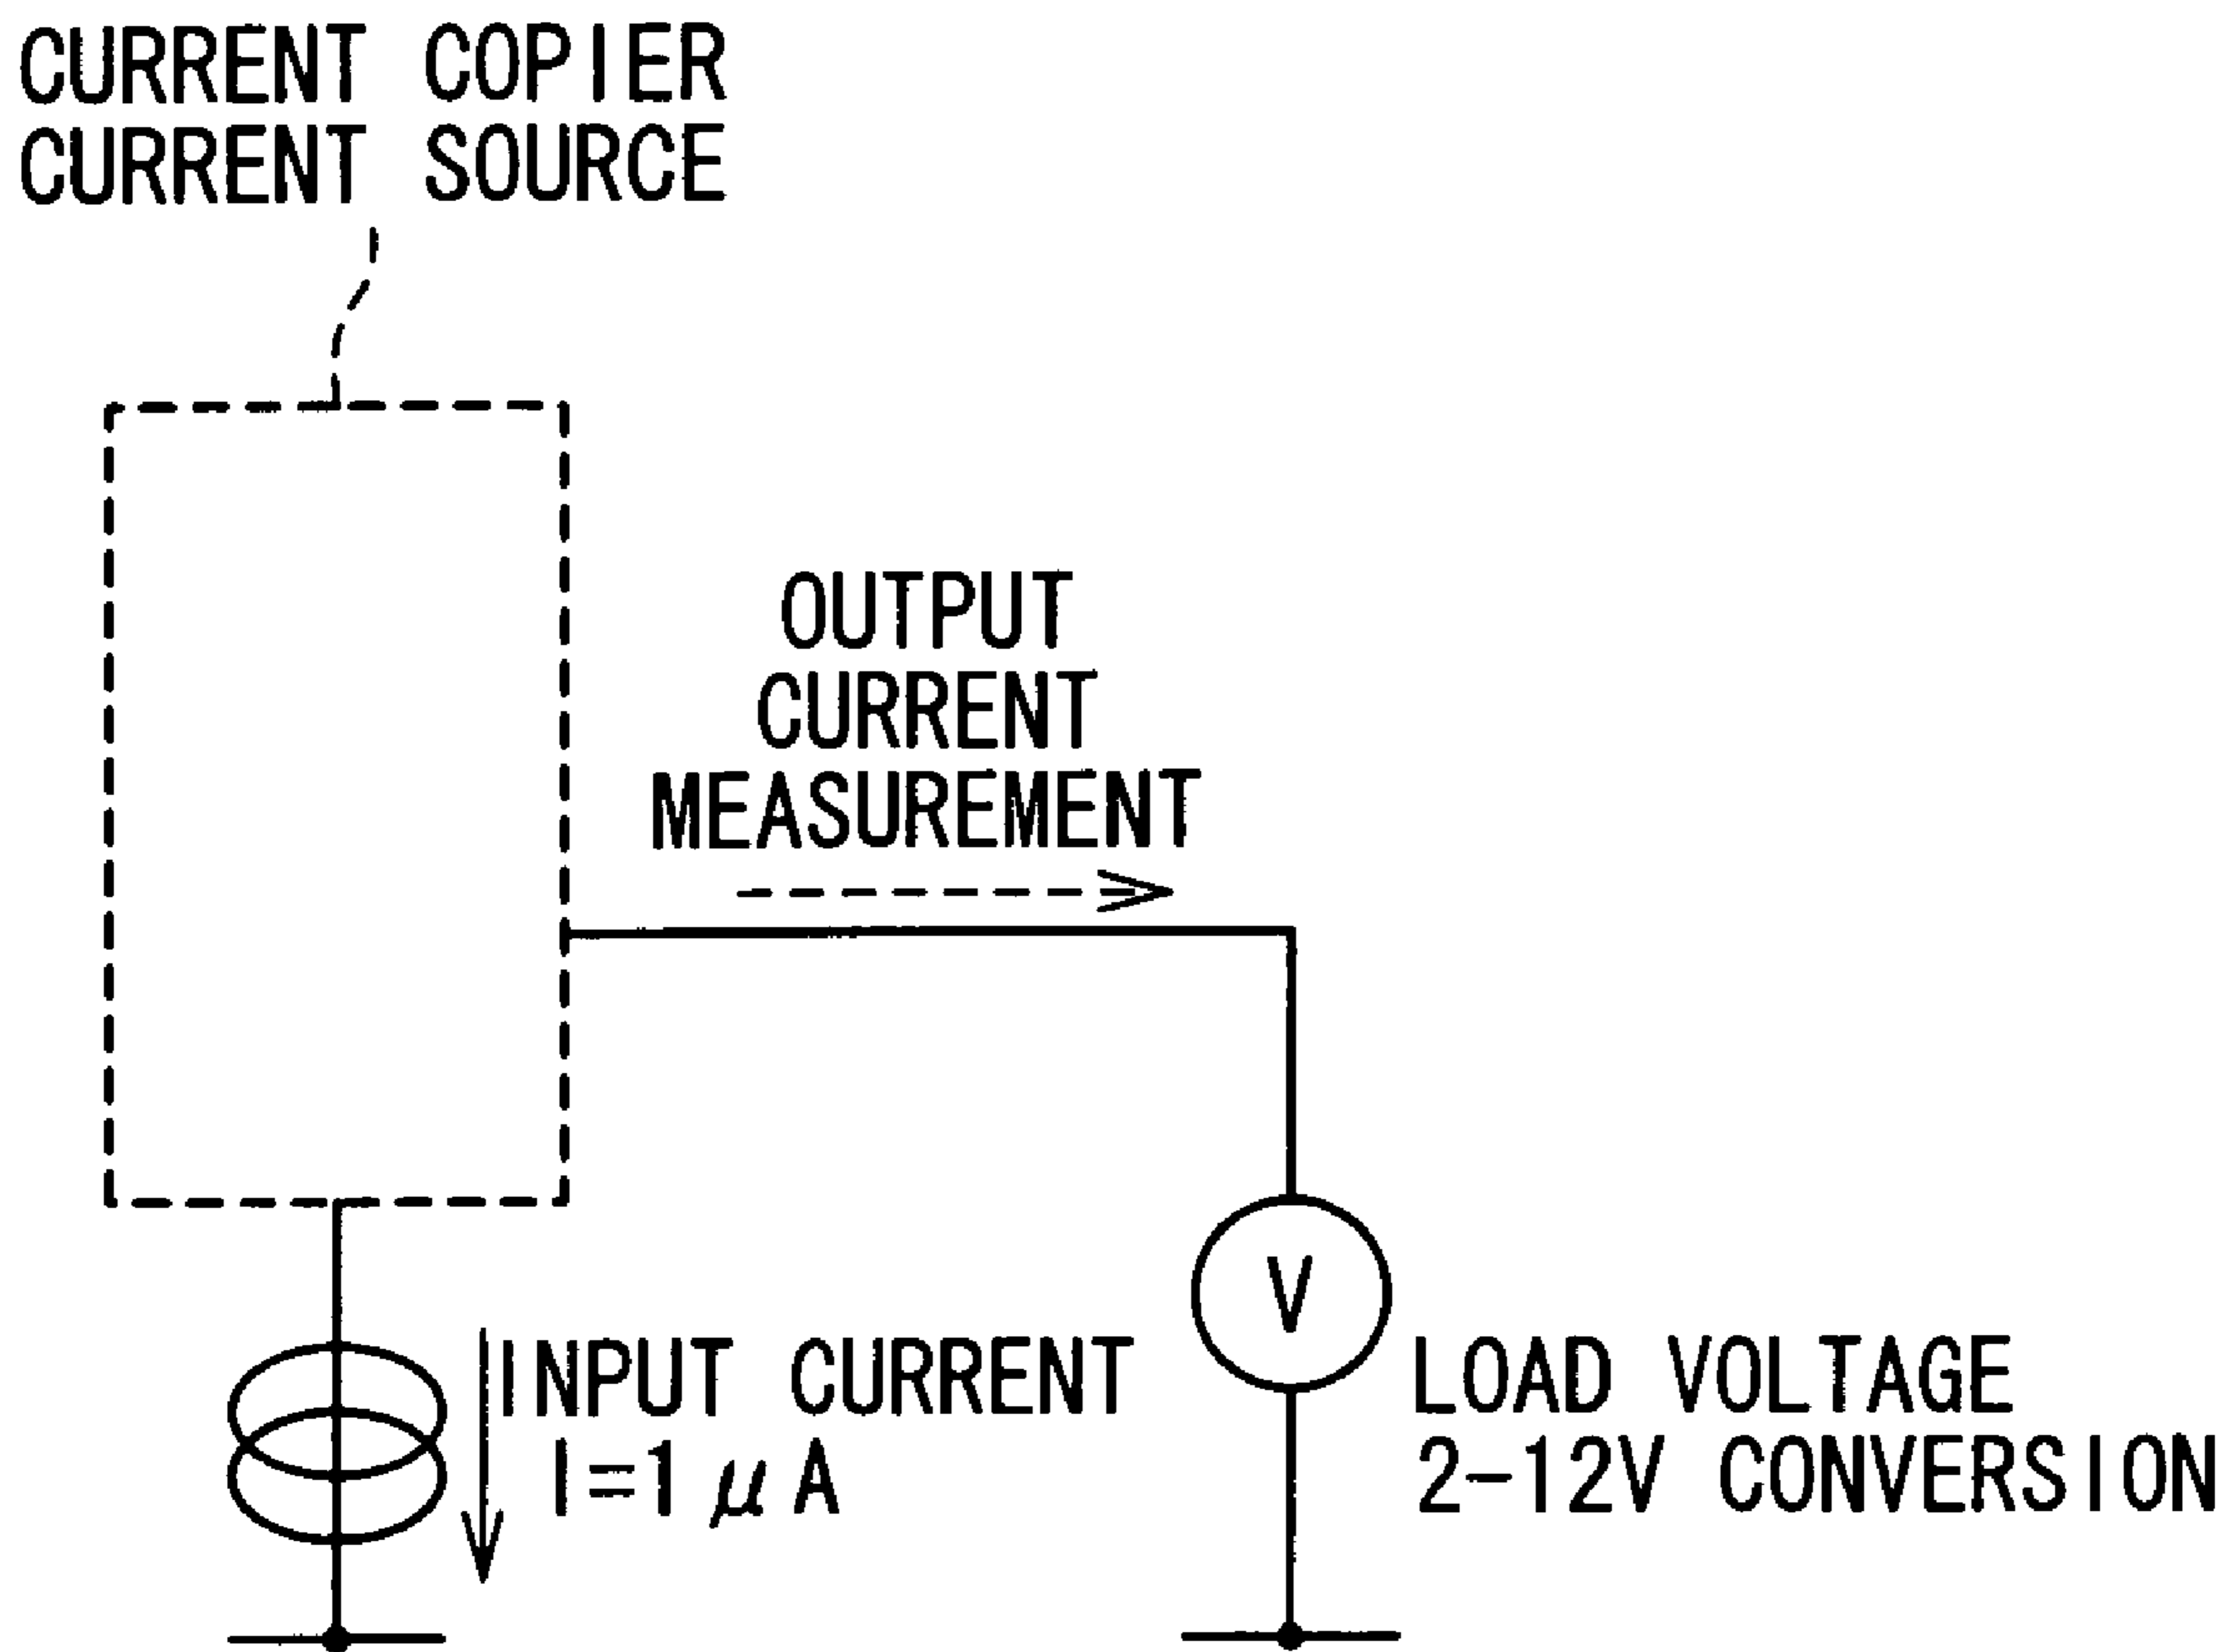 CURRENT COPIER
CURRENT SOURCE
OUTPUT
CURRENT
MEASUREMENT
V
INPUT CURRENT
I=1μA
LOAD VOLTAGE
2-12V CONVERSION